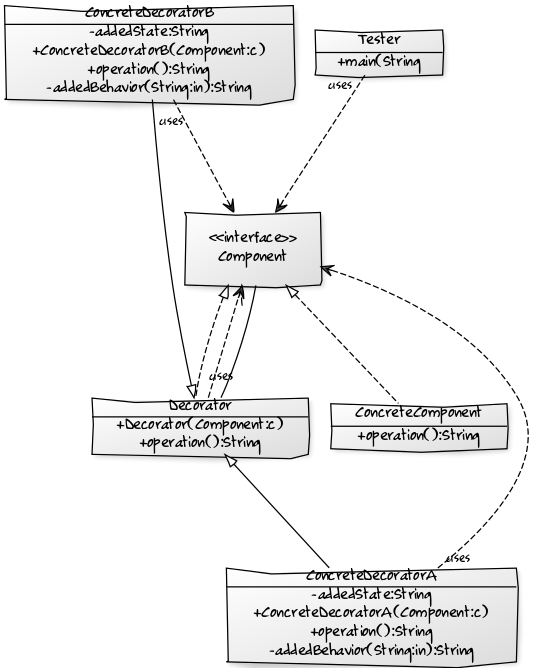 ConcreteDecoratorB
-addedState:String
+ConcreteDecoratorB(Component:c)
+operation():String
-addedBehavior(String:in):String
Tester
+main(String
uses
uses
<<interface>>
Component
uses
Decorator
+Decorator(Component:c)
+operation():String
ConcreteComponent
+operation():String
uses
ConcreteDecoratorA
-addedState:String
+ConcreteDecoratorA(Component:c)
+operation():String
-addedBehavior(String:in):String